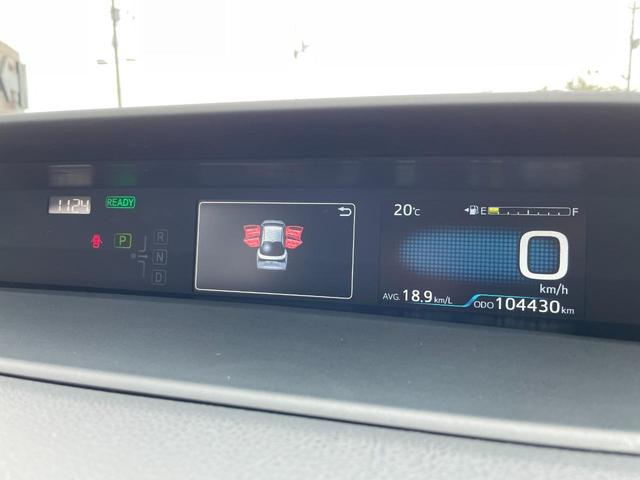 11:24
READY
P
R
N
D
20°C
E
F
0
km/h
AVG. 18.9 km/L
ODO 104430 km